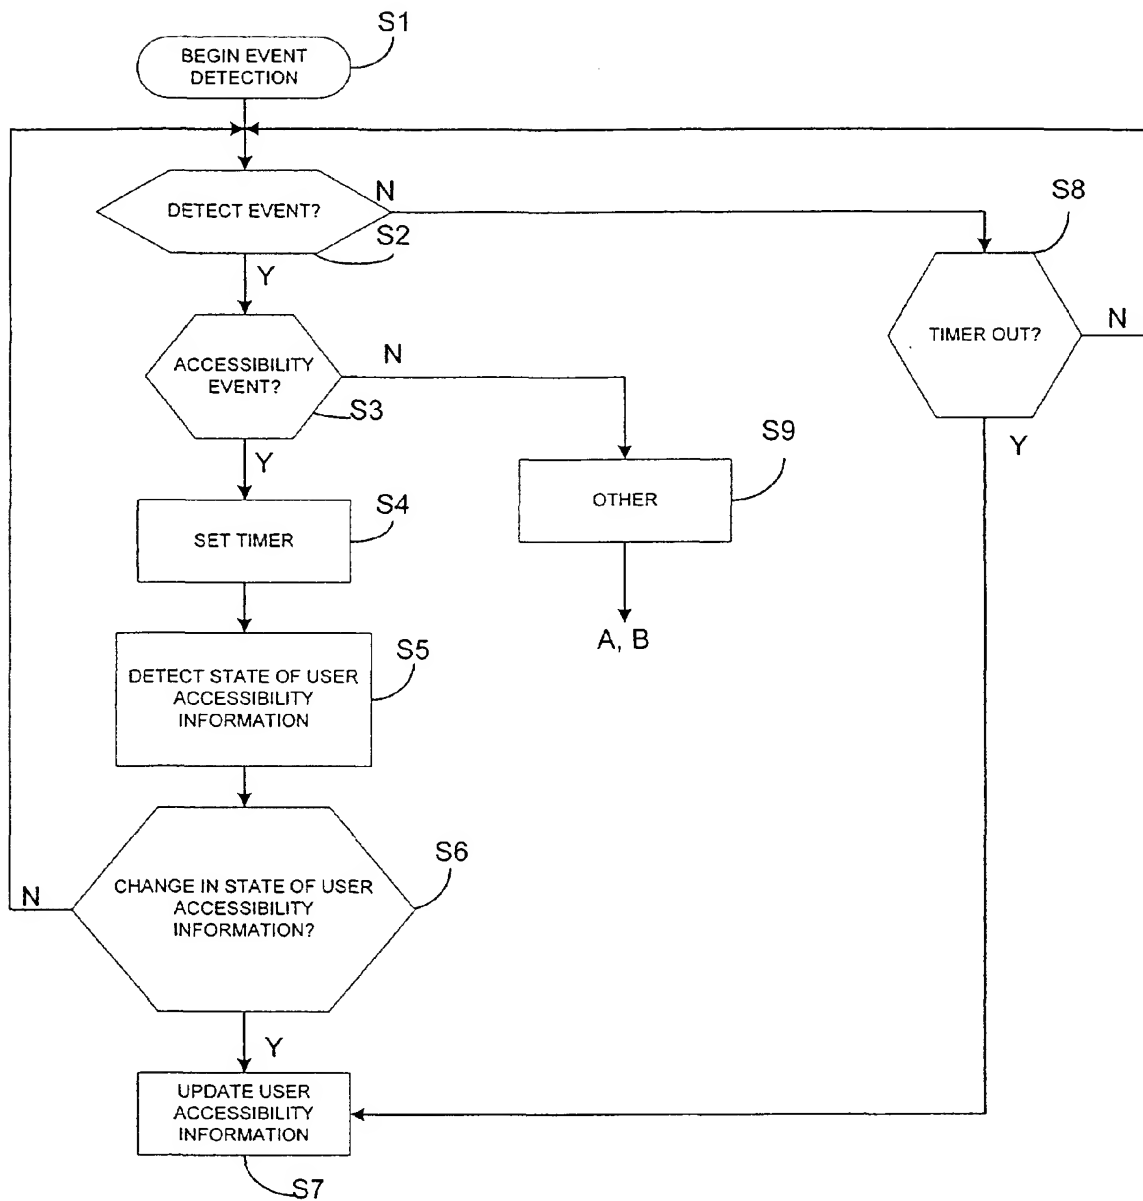 S1
BEGIN EVENT
DETECTION
N
DETECT EVENT?
S2
S8
Y
TIMER OUT?
N
ACCESSIBILITY
EVENT?
N
S3
Y
Y
S9
S4
OTHER
SET TIMER
A, B
S5
DETECT STATE OF USER
ACCESSIBILITY
INFORMATION
S6
CHANGE IN STATE OF USER
ACCESSIBILITY
INFORMATION?
N
Y
UPDATE USER
ACCESSIBILITY
INFORMATION
S7